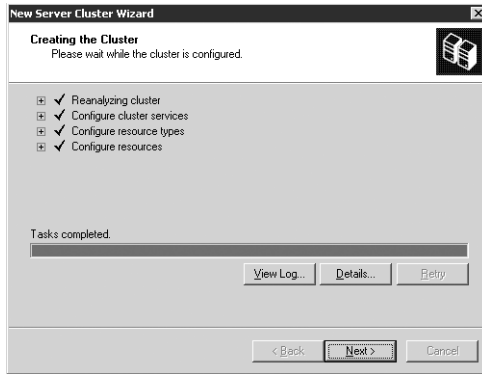 New Server Cluster Wizard
Creating the Cluster
Please wait while the cluster is configured.
Reanalyzing cluster
Configure cluster services
Configure resource types
Configure resources
Tasks completed.
View Log... Details... Retry
< Back Next > Cancel